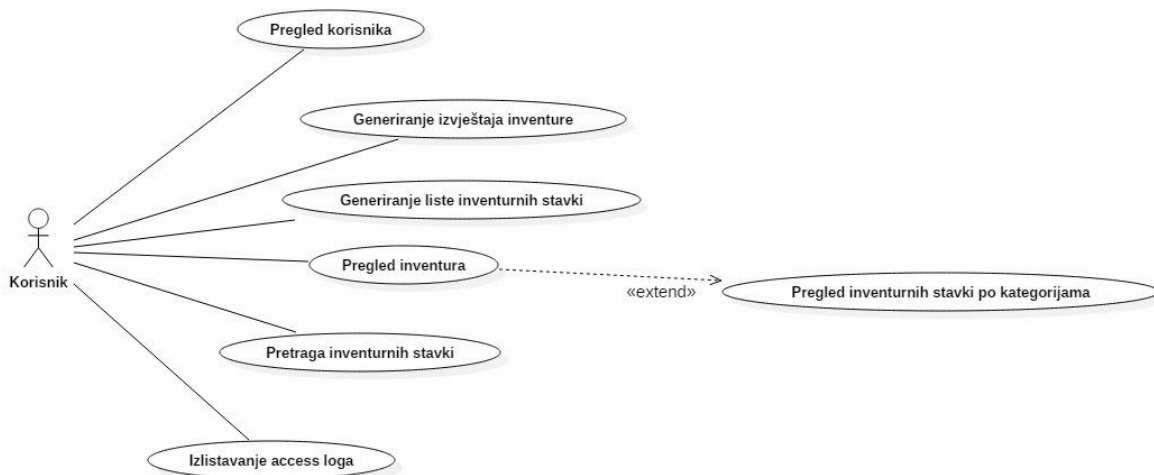 Pregled korisnika
Generiranje izvještaja inventure
Generiranje liste inventurnih stavki
Korisnik
Pregled inventura
«extend»
Pregled inventurnih stavki po kategorijama
Pretraga inventurnih stavki
Izlistavanje access loga